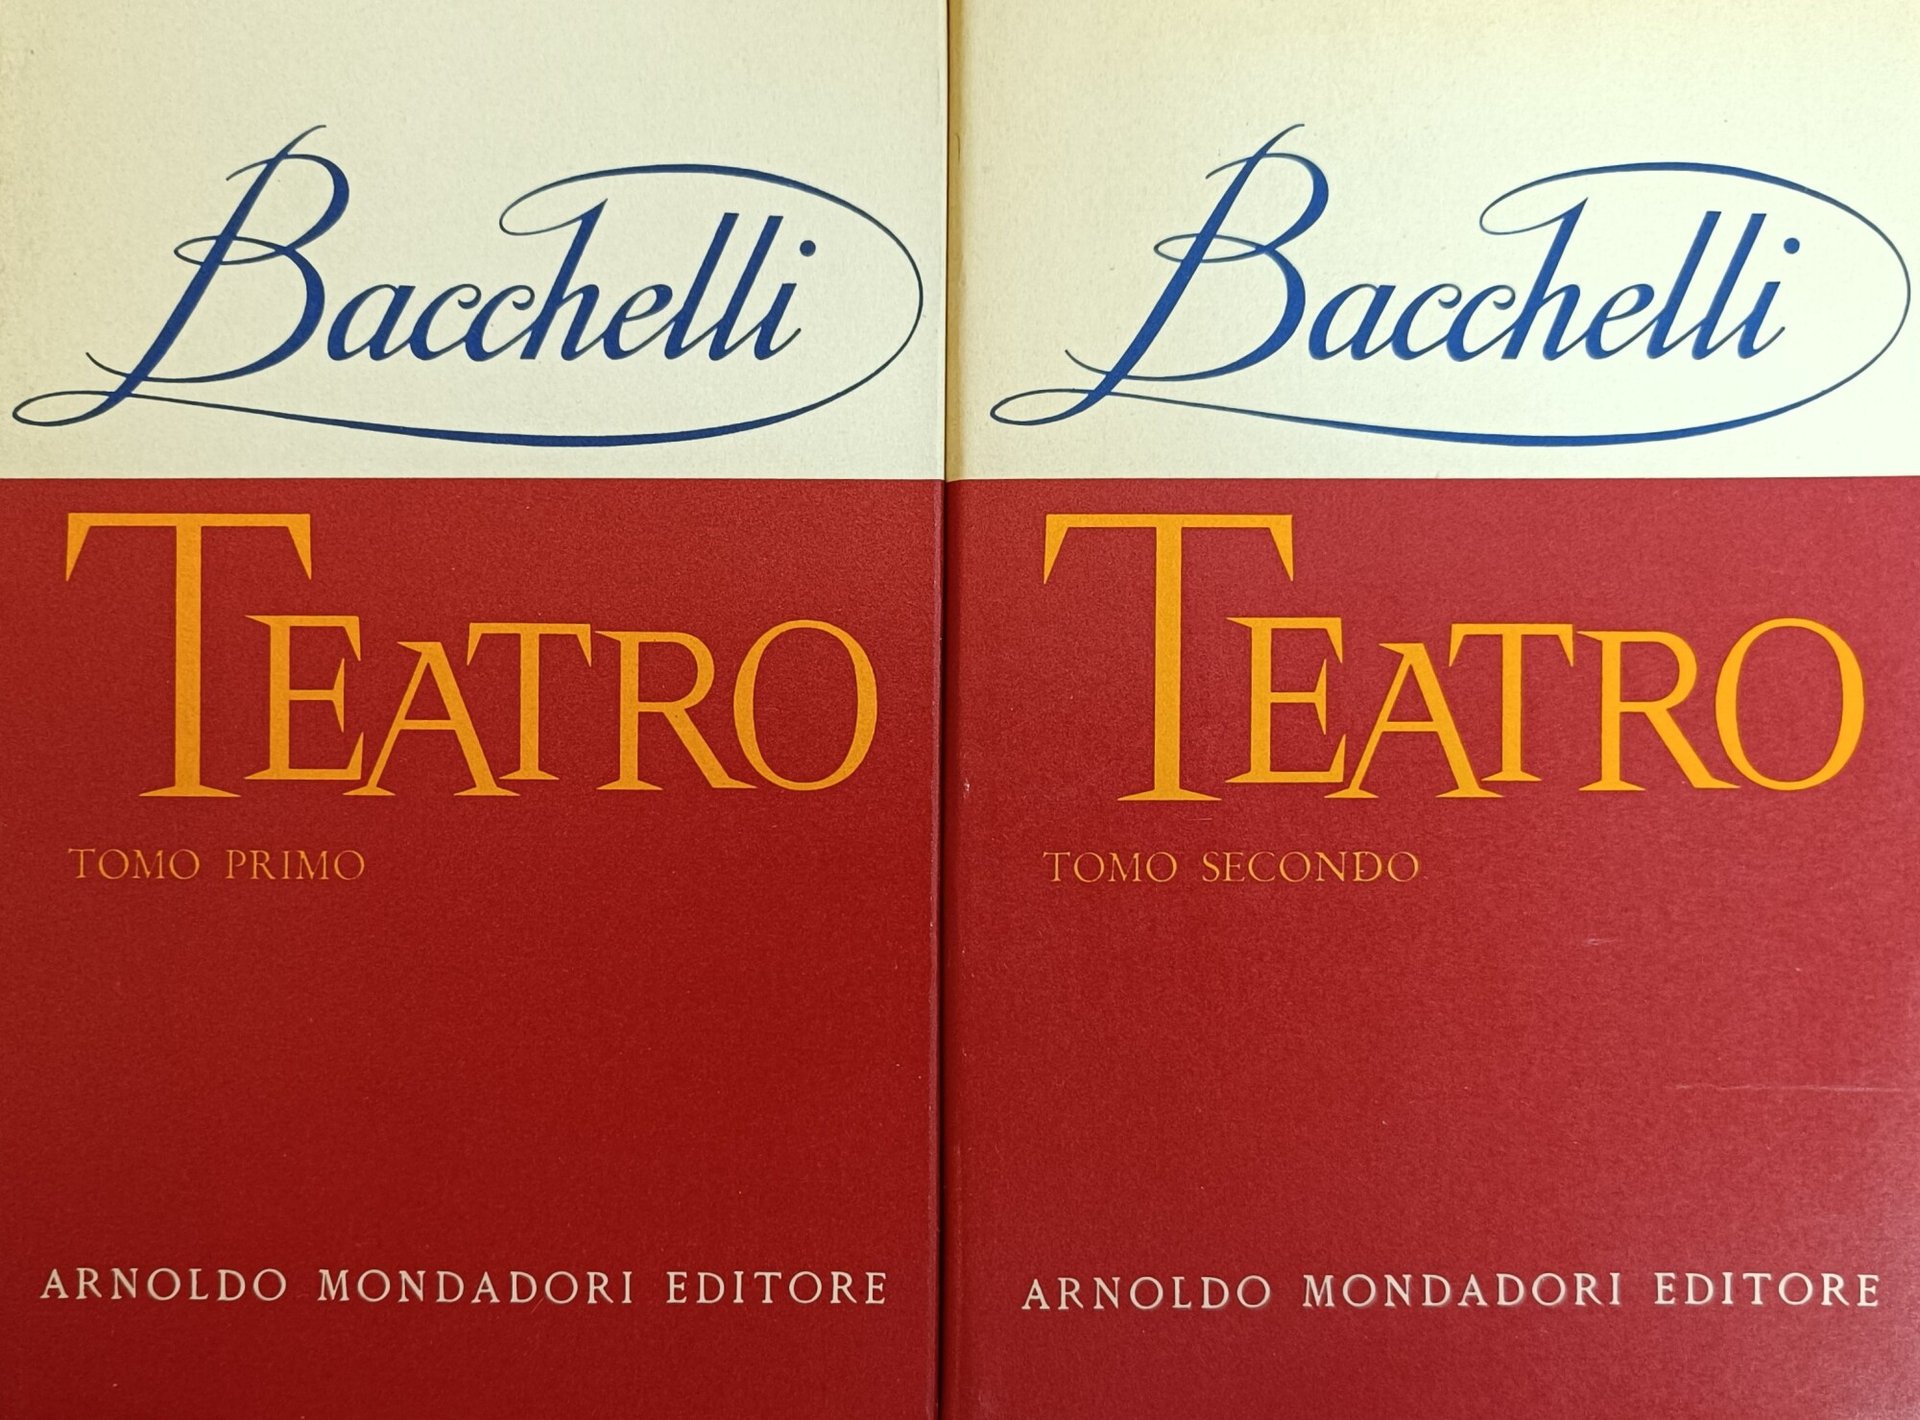 Bacchelli
TEATRO
TOMO PRIMO
ARNOLDO MONDADORI EDITORE
Bacchelli
TEATRO
TOMO SECONDO
ARNOLDO MONDADORI EDITORE